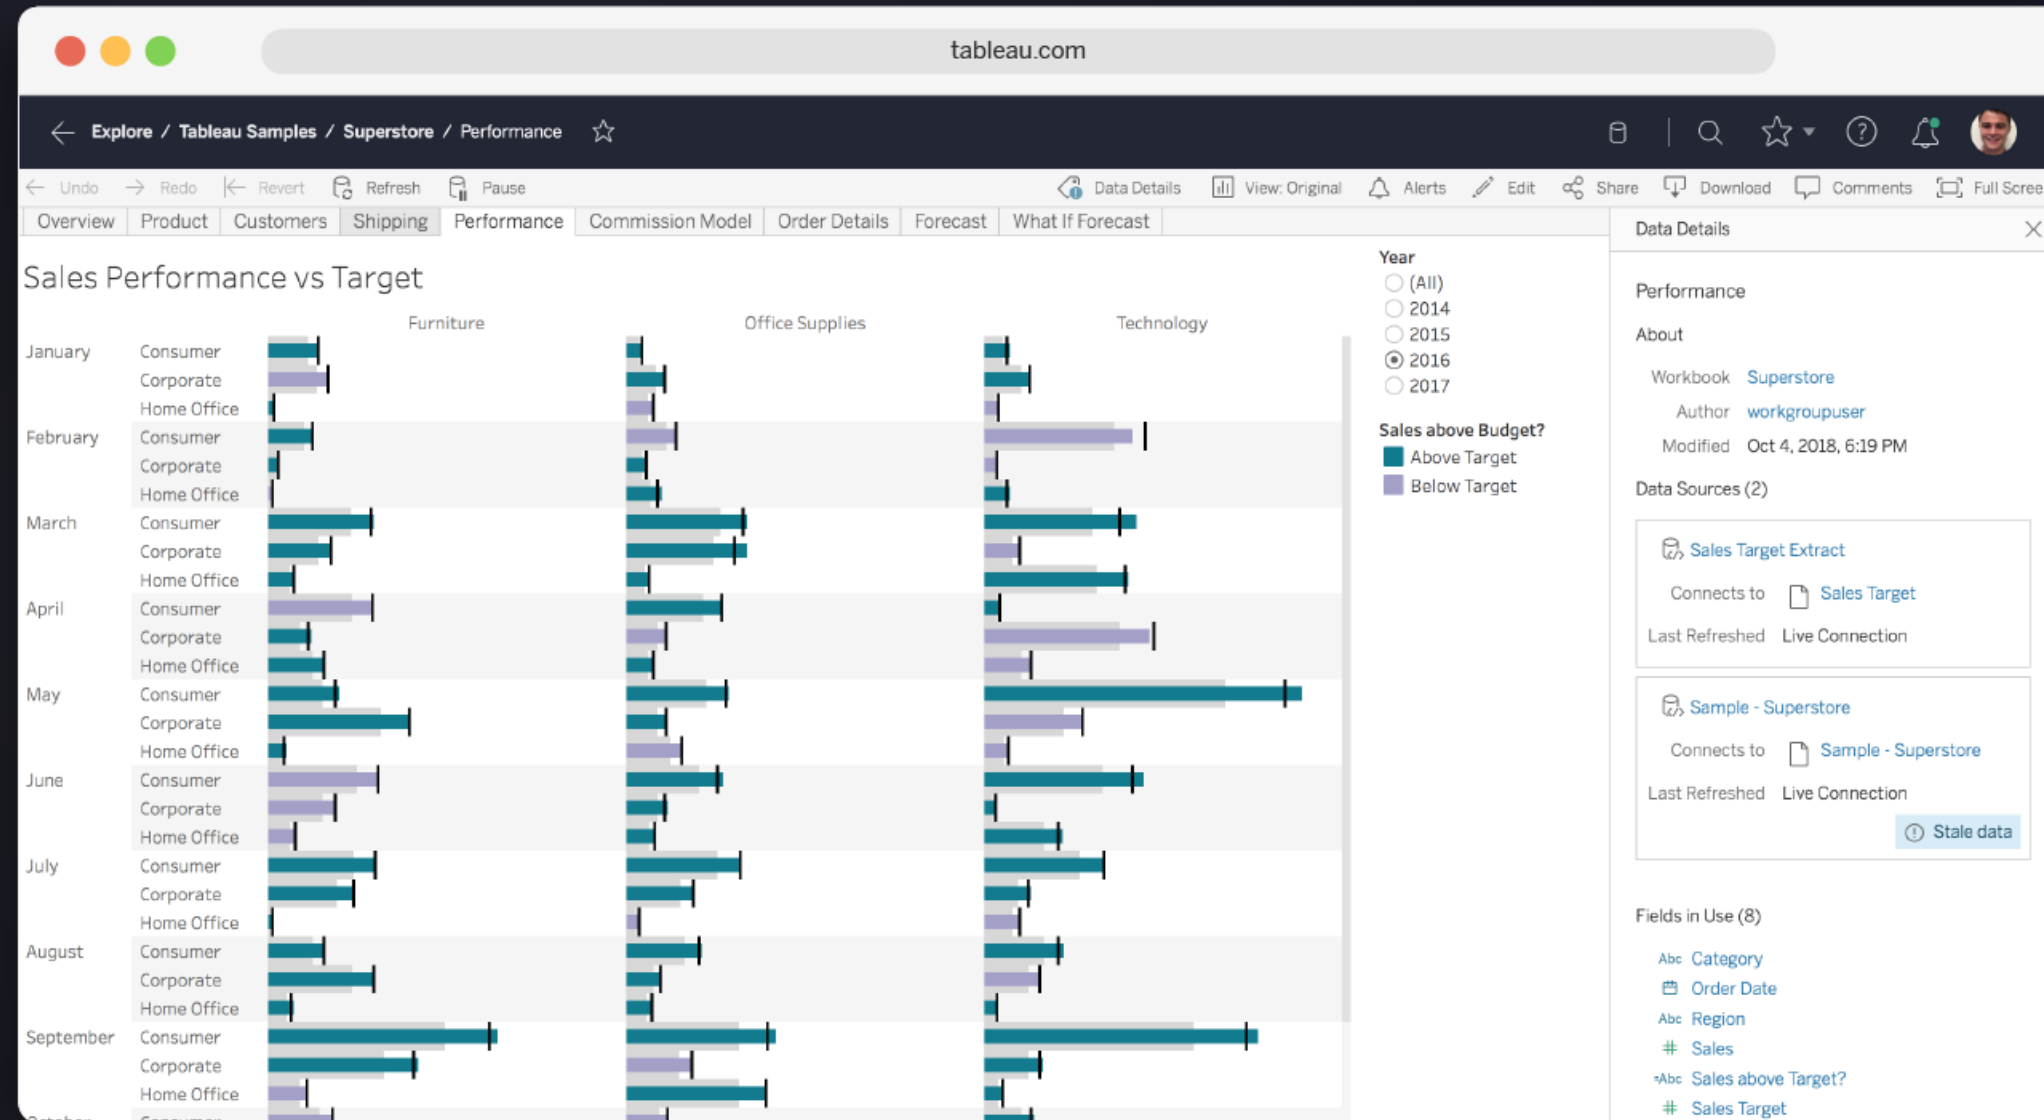 tableau.com
Explore / Tableau Samples / Superstore / Performance
Undo Redo Revert Refresh Pause Data Details View: Original Alerts Edit Share Download Comments Full Scree
Overview Product Customers Shipping Performance Commission Model Order Details Forecast What If Forecast
Sales Performance vs Target
Furniture Office Supplies Technology
January Consumer
Corporate
Home Office
February Consumer
Corporate
Home Office
March Consumer
Corporate
Home Office
April Consumer
Corporate
Home Office
May Consumer
Corporate
Home Office
June Consumer
Corporate
Home Office
July Consumer
Corporate
Home Office
August Consumer
Corporate
Home Office
September Consumer
Corporate
Home Office
Year
(All)
2014
2015
2016
2017
Sales above Budget?
Above Target
Below Target
Data Details
Performance
About
Workbook Superstore
Author workgroupuser
Modified Oct 4, 2018, 6:19 PM
Data Sources (2)
Sales Target Extract
Connects to Sales Target
Last Refreshed Live Connection
Sample - Superstore
Connects to Sample - Superstore
Last Refreshed Live Connection
Stale data
Fields in Use (8)
Abc Category
Order Date
Abc Region
# Sales
=Abc Sales above Target?
# Sales Target